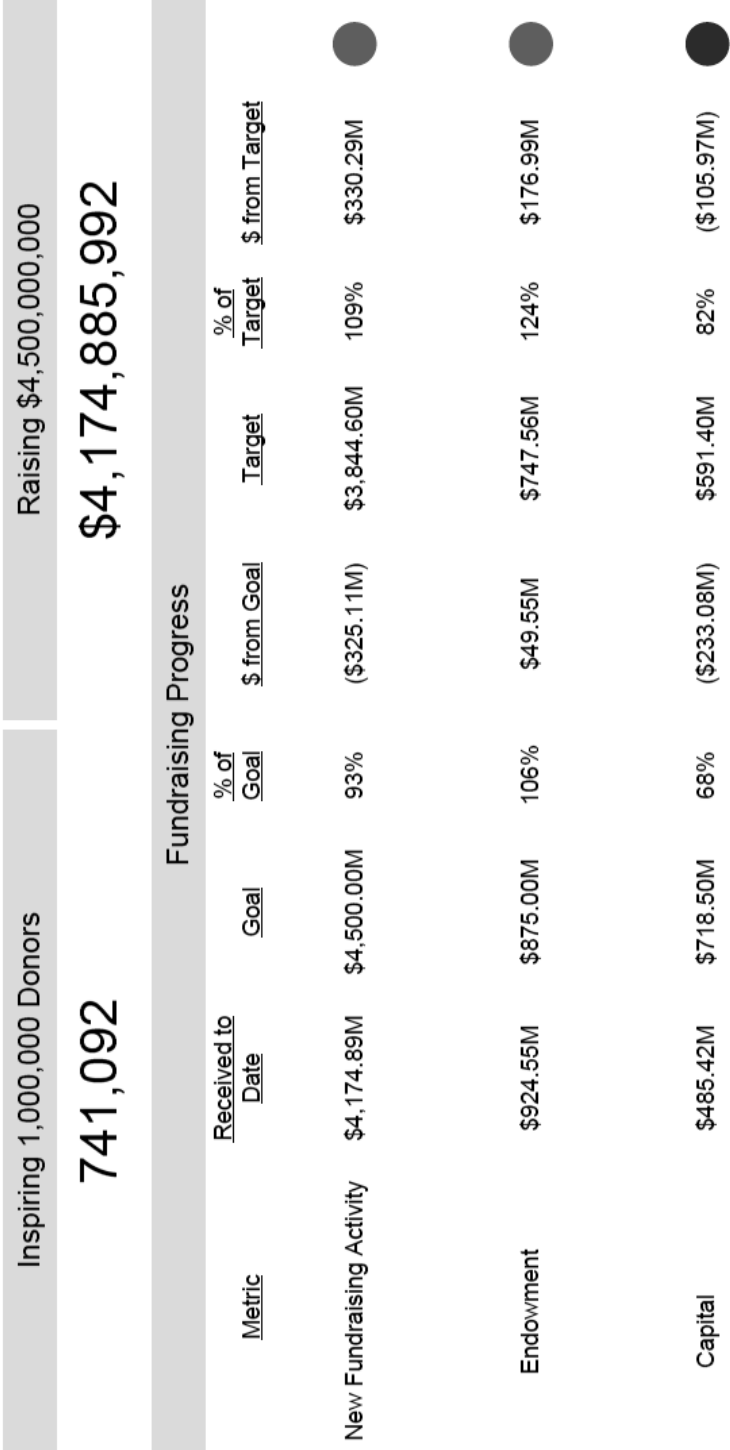 Inspiring 1,000,000 Donors
Raising $4,500,000,000
741,092
$4,174,885,992
Fundraising Progress
Metric Received to Date Goal % of Goal $ from Goal Target % of Target $ from Target
New Fundraising Activity $4,174.89M $4,500.00M 93% ($325.11M) $3,844.60M 109% $330.29M
Endowment $924.55M $875.00M 106% $49.55M $747.56M 124% $176.99M
Capital $485.42M $718.50M 68% ($233.08M) $591.40M 82% ($105.97M)